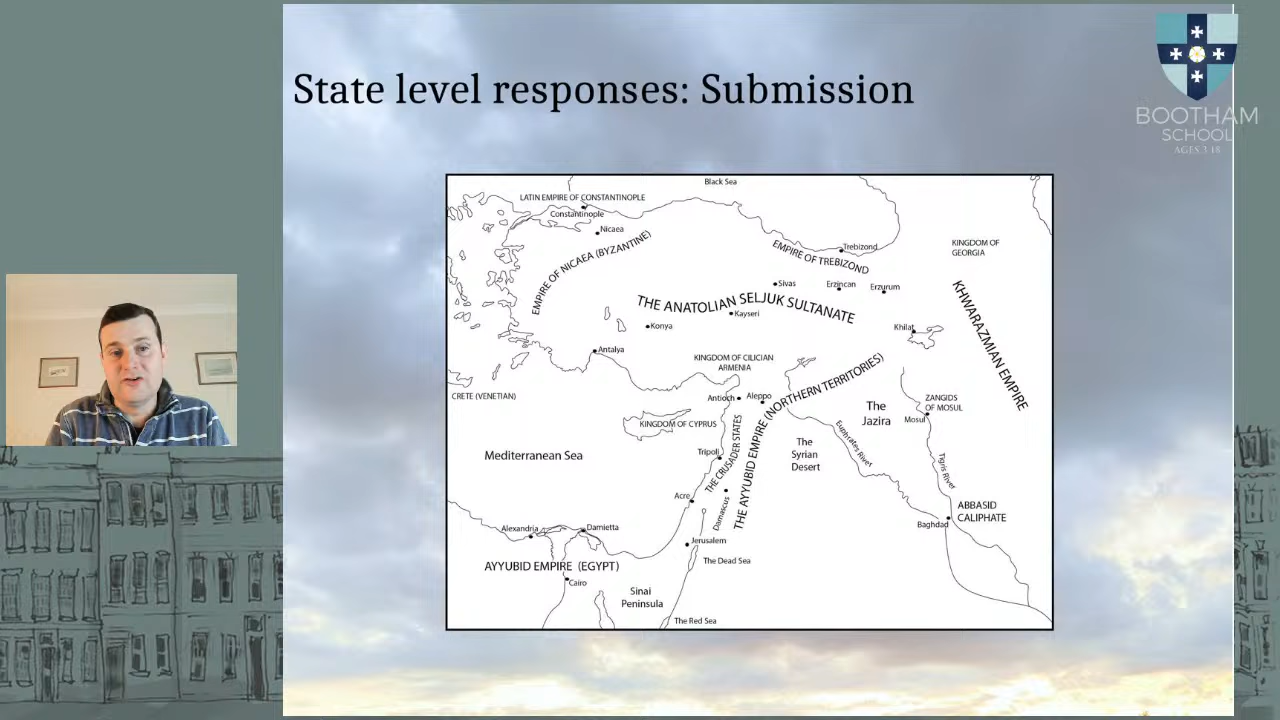 State level responses: Submission
BOOTHAM
SCHOOL
AGES 3-18
Black Sea
LATIN EMPIRE OF CONSTANTINOPLE
Constantinople
Nicaea
EMPIRE OF NICAEA (BYZANTINE)
Trebizond
EMPIRE OF TREBIZOND
KINGDOM OF
GEORGIA
Sivas
Erzincan
Erzurum
THE ANATOLIAN SELJUK SULTANATE
Kayseri
Konya
Khilat
KHWARAZMIAN EMPIRE
Antalya
KINGDOM OF CILICIAN
ARMENIA
CRETE (VENETIAN)
Antioch
Aleppo
THE AYYUBID EMPIRE (NORTHERN TERRITORIES)
The
Jazira
ZANGIDS
OF MOSUL
Mosul
KINGDOM OF CYPRUS
THE CRUSADER STATES
Tripoli
Mediterranean Sea
The
Syrian
Desert
Euphrates River
Tigris River
Acre
Damascus
ABBASID
CALIPHATE
Baghdad
Alexandria
Damietta
Jerusalem
AYYUBID EMPIRE (EGYPT)
The Dead Sea
Cairo
Sinai
Peninsula
The Red Sea